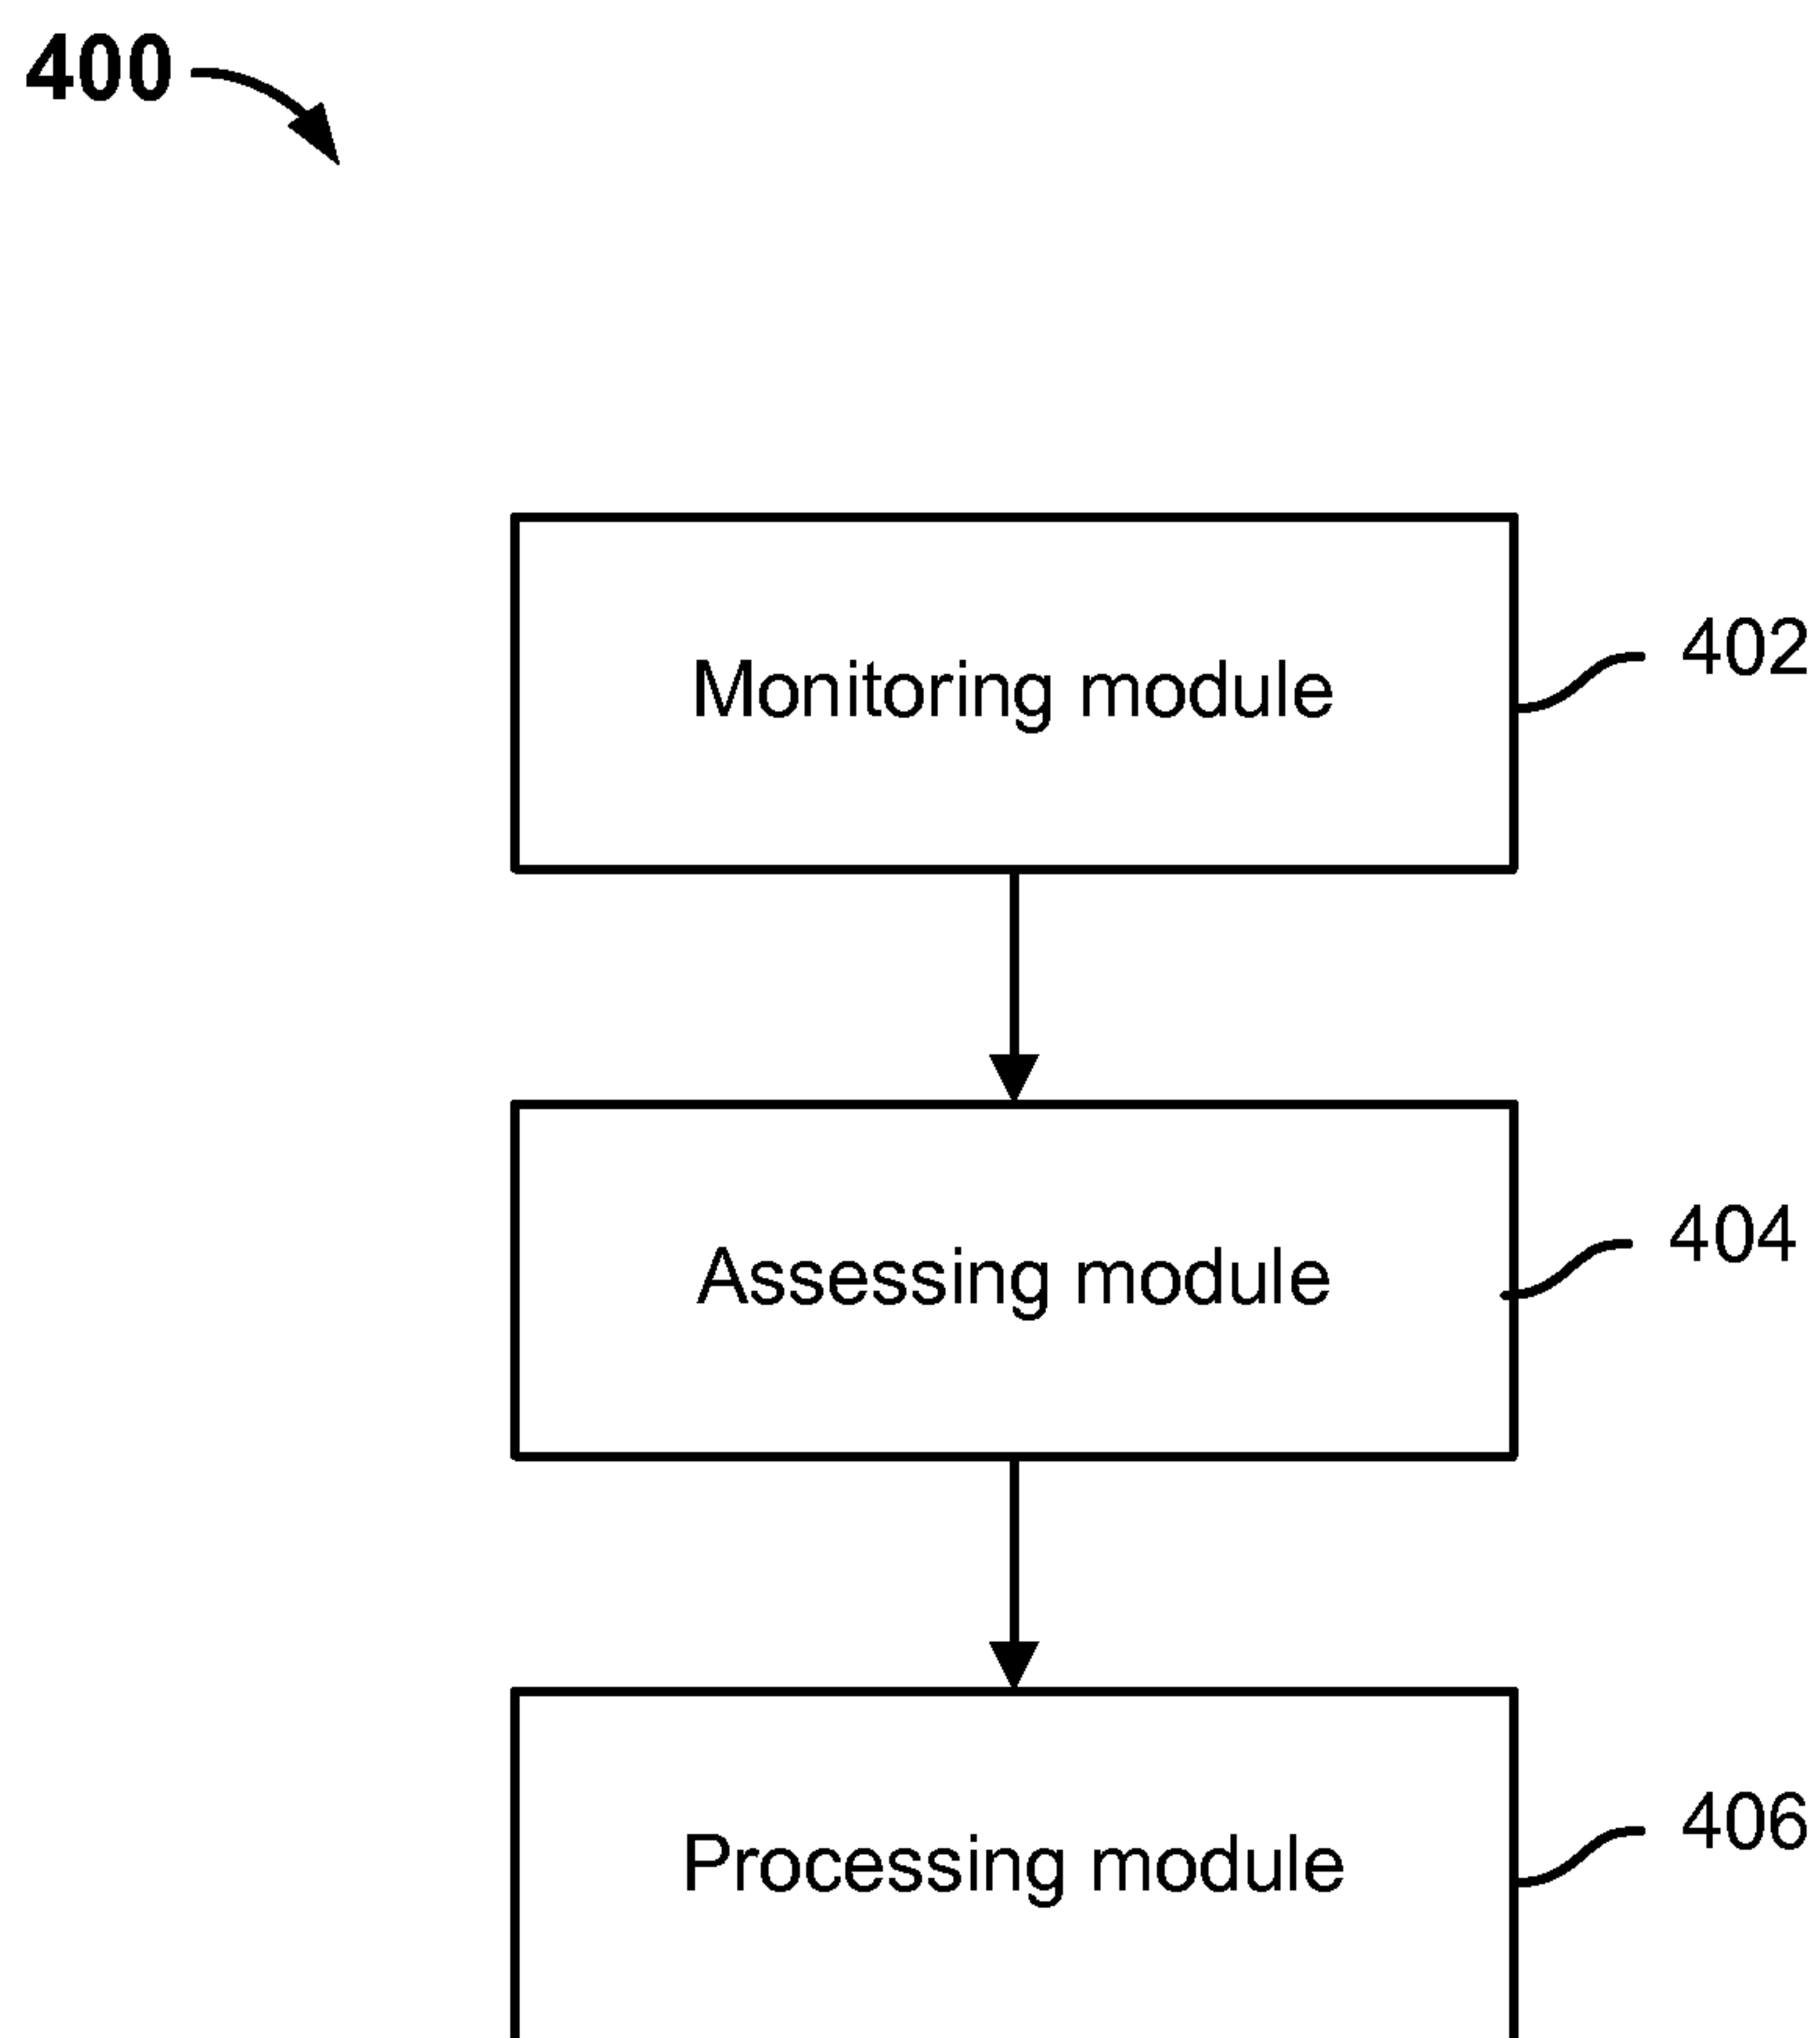 400
Monitoring module
402
Assessing module
404
Processing module
406